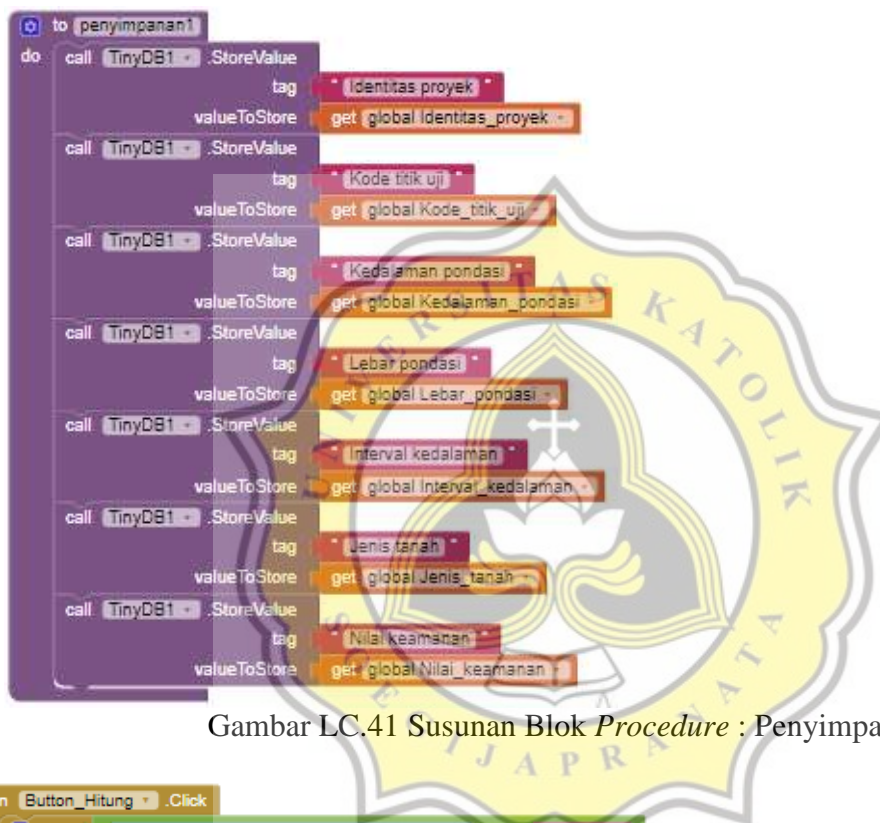 to penyimpanan1
do call TinyDB1 .StoreValue
tag " Identitas proyek "
valueToStore get global Identitas_proyek
call TinyDB1 .StoreValue
tag " Kode titik uji "
valueToStore get global Kode_titik_uji
call TinyDB1 .StoreValue
tag " Kedalaman pondasi "
valueToStore get global Kedalaman_pondasi
call TinyDB1 .StoreValue
tag " Lebar pondasi "
valueToStore get global Lebar_pondasi
call TinyDB1 .StoreValue
tag " Interval kedalaman "
valueToStore get global Interval_kedalaman
call TinyDB1 .StoreValue
tag " Jenis tanah "
valueToStore get global Jenis_tanah
call TinyDB1 .StoreValue
tag " Nilai keamanan "
valueToStore get global Nilai_keamanan
UNIVERSITAS KATOLIK
SOEGIJAPRANATA
Gambar LC.41 Susunan Blok Procedure : Penyimpa
n Button_Hitung .Click